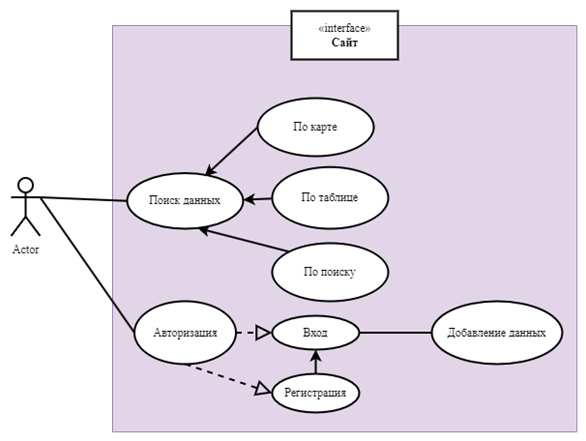 «interface»
Сайт
По карте
Поиск данных
По таблице
Actor
По поиску
Авторизация
Вход
Добавление данных
Регистрация